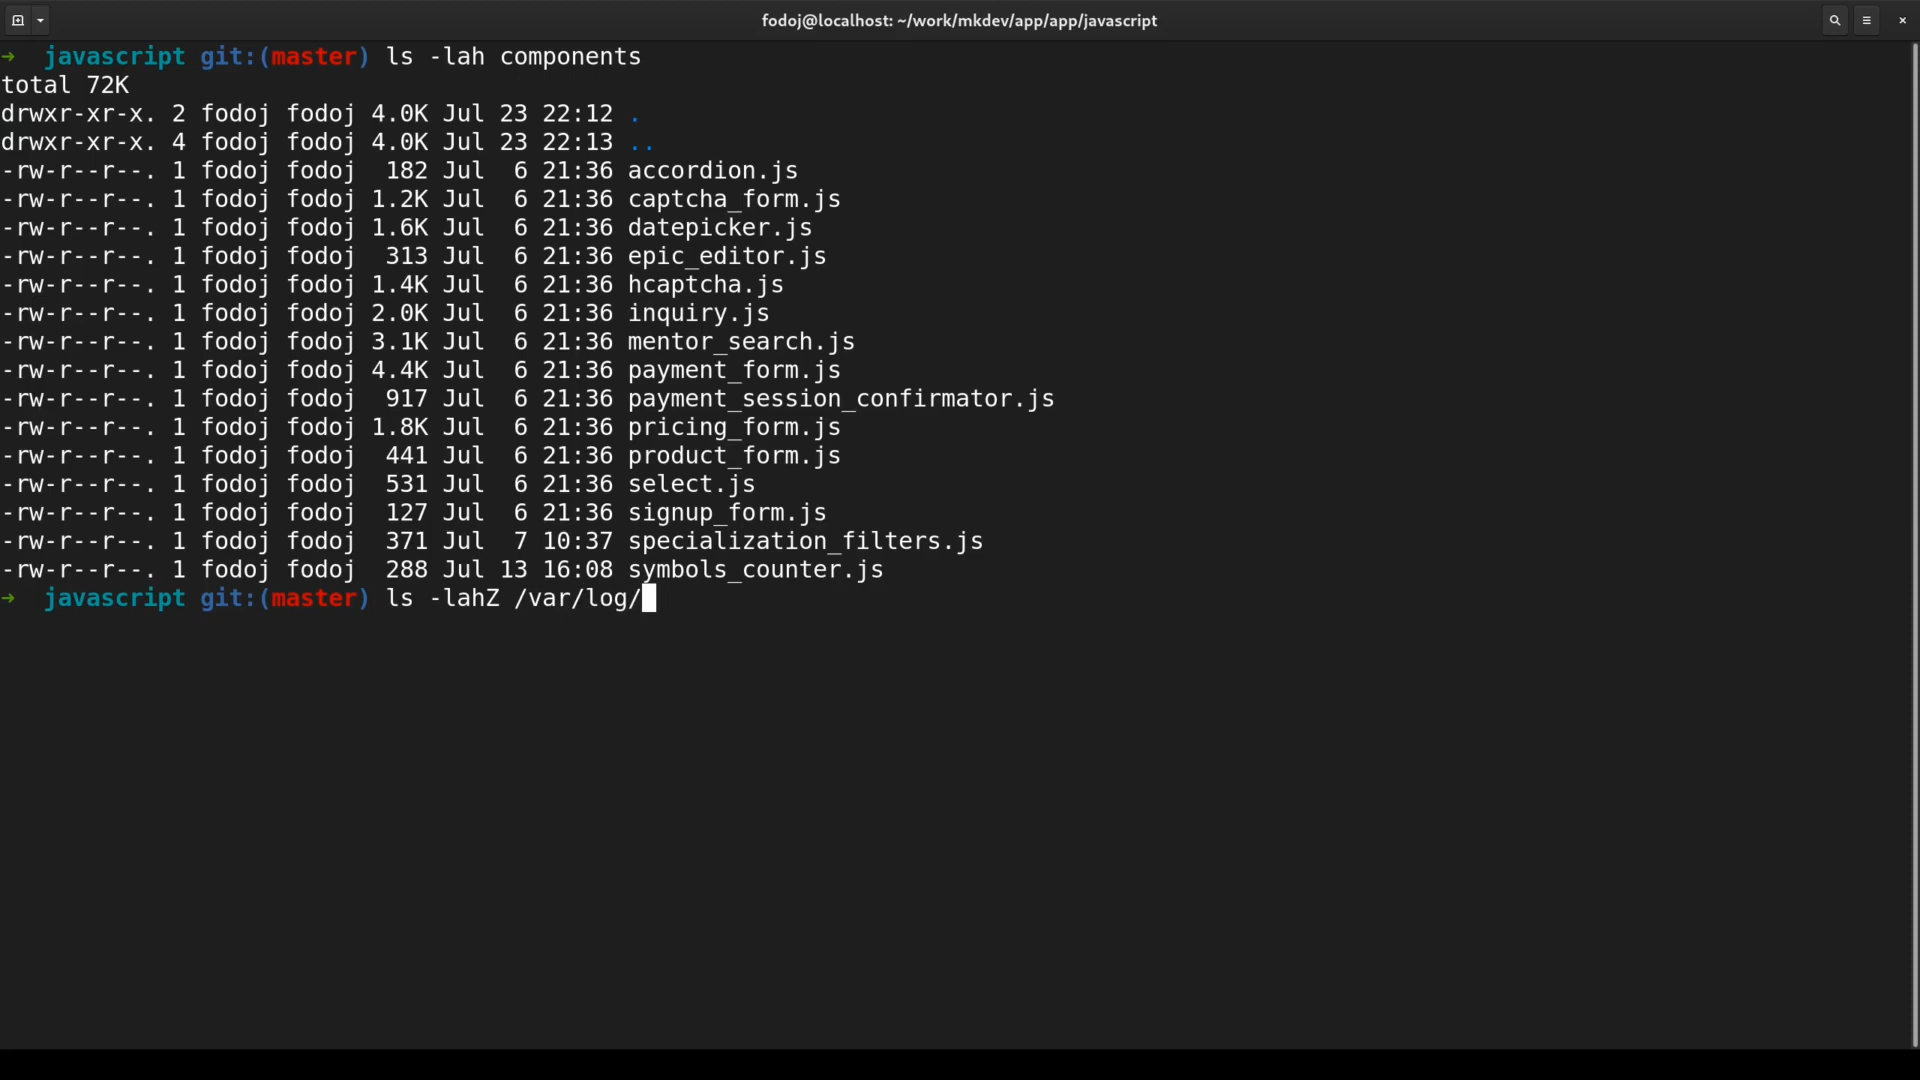 fodoj@localhost: ~/work/mkdev/app/app/javascript
→ javascript git:(master) ls -lah components
total 72K
drwxr-xr-x. 2 fodoj fodoj 4.0K Jul 23 22:12 .
drwxr-xr-x. 4 fodoj fodoj 4.0K Jul 23 22:13 ..
-rw-r--r--. 1 fodoj fodoj  182 Jul  6 21:36 accordion.js
-rw-r--r--. 1 fodoj fodoj 1.2K Jul  6 21:36 captcha_form.js
-rw-r--r--. 1 fodoj fodoj 1.6K Jul  6 21:36 datepicker.js
-rw-r--r--. 1 fodoj fodoj  313 Jul  6 21:36 epic_editor.js
-rw-r--r--. 1 fodoj fodoj 1.4K Jul  6 21:36 hcaptcha.js
-rw-r--r--. 1 fodoj fodoj 2.0K Jul  6 21:36 inquiry.js
-rw-r--r--. 1 fodoj fodoj 3.1K Jul  6 21:36 mentor_search.js
-rw-r--r--. 1 fodoj fodoj 4.4K Jul  6 21:36 payment_form.js
-rw-r--r--. 1 fodoj fodoj  917 Jul  6 21:36 payment_session_confirmator.js
-rw-r--r--. 1 fodoj fodoj 1.8K Jul  6 21:36 pricing_form.js
-rw-r--r--. 1 fodoj fodoj  441 Jul  6 21:36 product_form.js
-rw-r--r--. 1 fodoj fodoj  531 Jul  6 21:36 select.js
-rw-r--r--. 1 fodoj fodoj  127 Jul  6 21:36 signup_form.js
-rw-r--r--. 1 fodoj fodoj  371 Jul  7 10:37 specialization_filters.js
-rw-r--r--. 1 fodoj fodoj  288 Jul 13 16:08 symbols_counter.js
→ javascript git:(master) ls -lahZ /var/log/